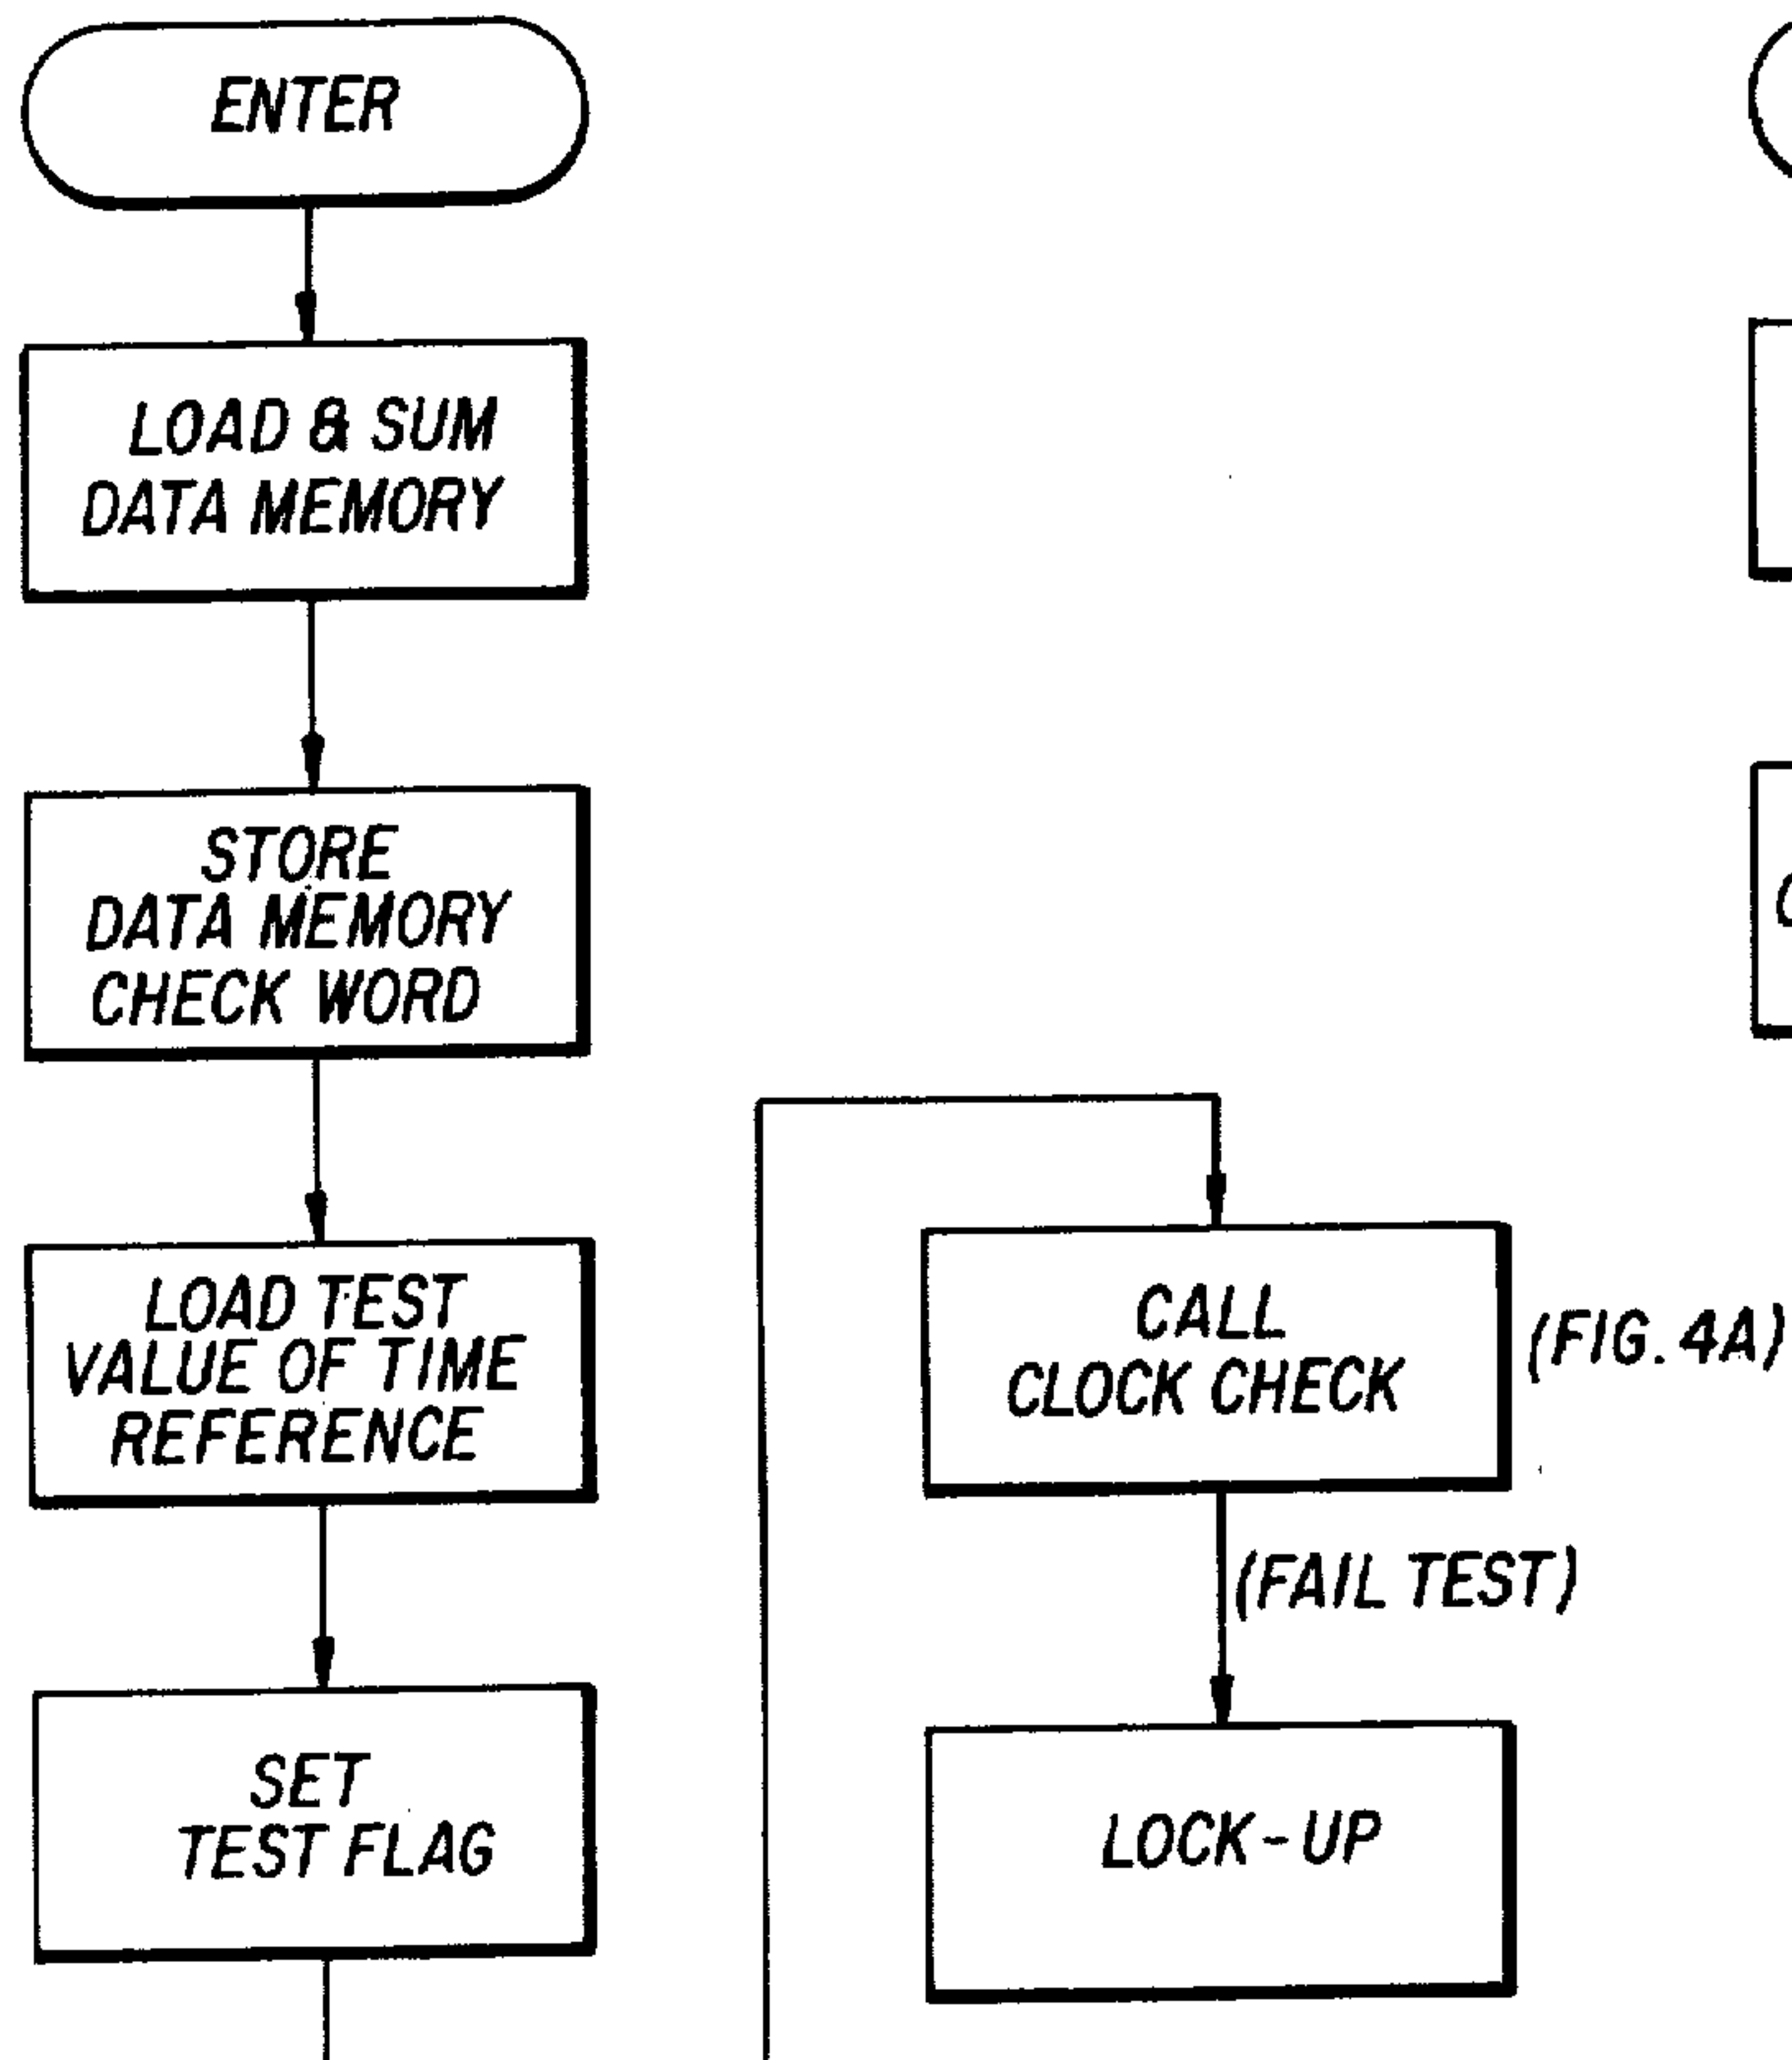 ENTER
LOAD & SUM
DATA MEMORY
STORE
DATA MEMORY
CHECK WORD
LOAD TEST
VALUE OF TIME
REFERENCE
SET
TEST FLAG
CALL
CLOCK CHECK
(FIG. 4A)
(FAIL TEST)
LOCK-UP